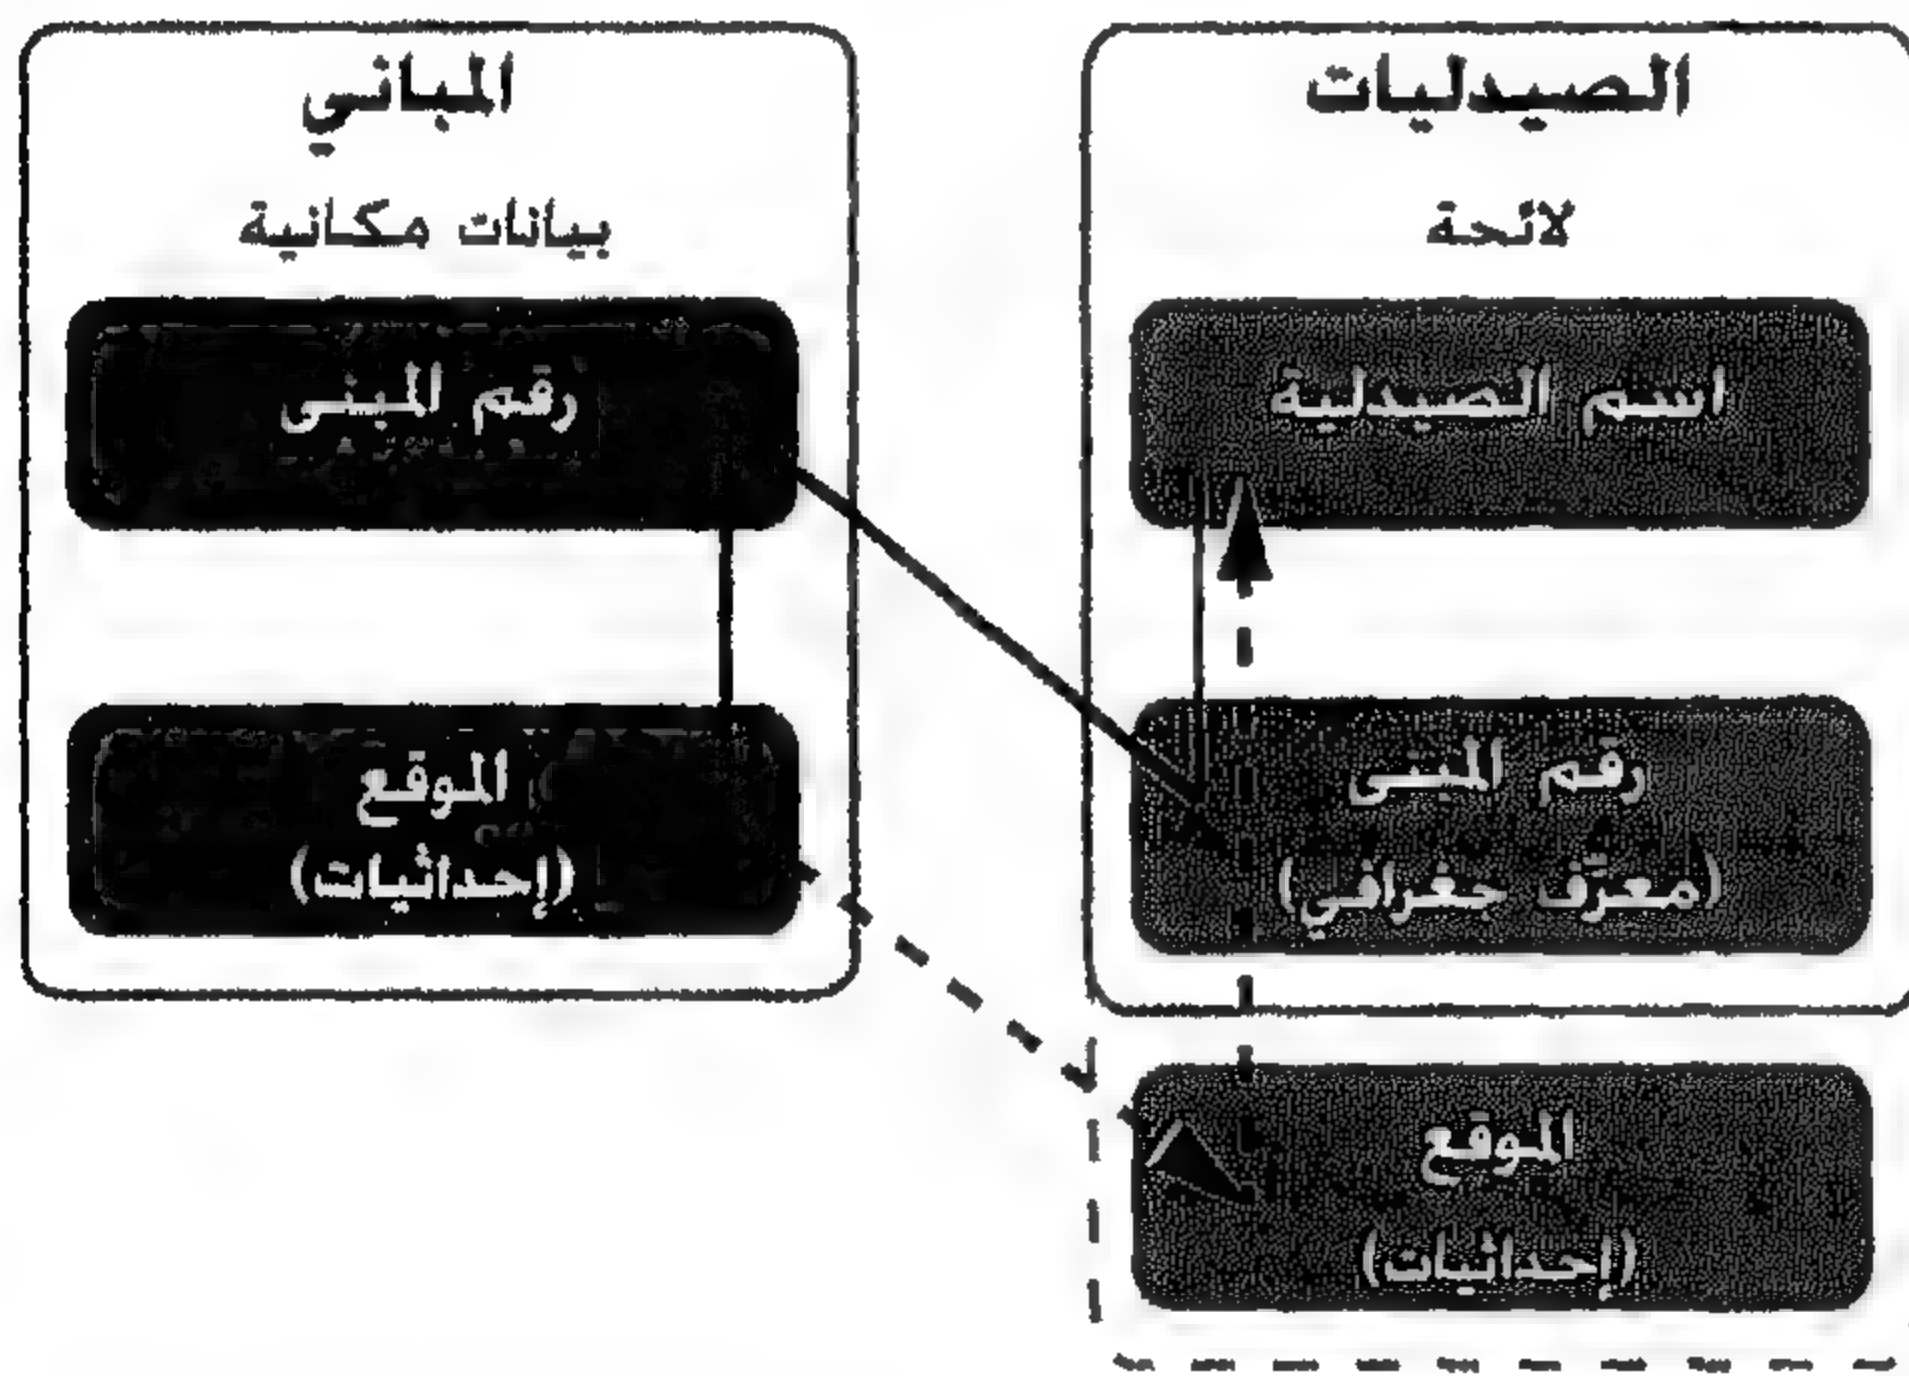 الصيدليات
لائحة
اسم الصيدلية
رقم المبنى
(معرّف جغرافي)
الموقع
(إحداثيات)
المباني
بيانات مكانية
رقم المبنى
الموقع
(إحداثيات)